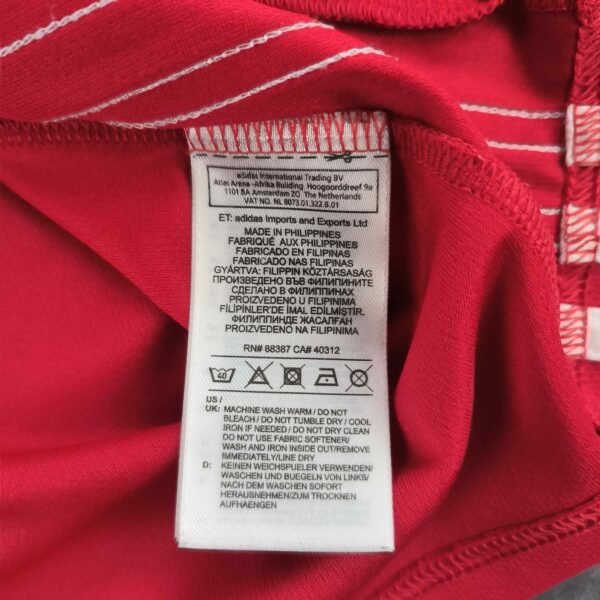 adidas International Trading BV
Adas Arena -Afrika Building Hoogoorddreef 9a
1101 BA Amsterdam ZO The Netherlands
VAT NO. NL 8073.01.322.B.01
ET: adidas Imports and Exports Ltd
MADE IN PHILIPPINES
FABRIQUÉ AUX PHILIPPINES
FABRICADO EN FILIPINAS
FABRICADO NAS FILIPINAS
GYÁRTVA: FILIPPIN KÖZTÁRSASÁG
ПРОИЗВЕДЕНО ВЪВ ФИЛИПИНИТЕ
СДЕЛАНО В ФИЛИППИНАХ
PROIZVEDENO U FILIPINIMA
FİLİPİNLER'DE İMAL EDİLMİŞTİR.
ФИЛИППИНДЕ ЖАСАЛҒАН
PROIZVEDENO NA FILIPINIMA
RN# 88387 CA# 40312
40
US /
UK: MACHINE WASH WARM / DO NOT
BLEACH / DO NOT TUMBLE DRY / COOL
IRON IF NEEDED / DO NOT DRY CLEAN
DO NOT USE FABRIC SOFTENER/
WASH AND IRON INSIDE OUT/REMOVE
IMMEDIATELY/LINE DRY
D: KEINEN WEICHSPUELER VERWENDEN/
WASCHEN UND BUEGELN VON LINKS/
NACH DEM WASCHEN SOFORT
HERAUSNEHMEN/ZUM TROCKNEN
AUFHAENGEN